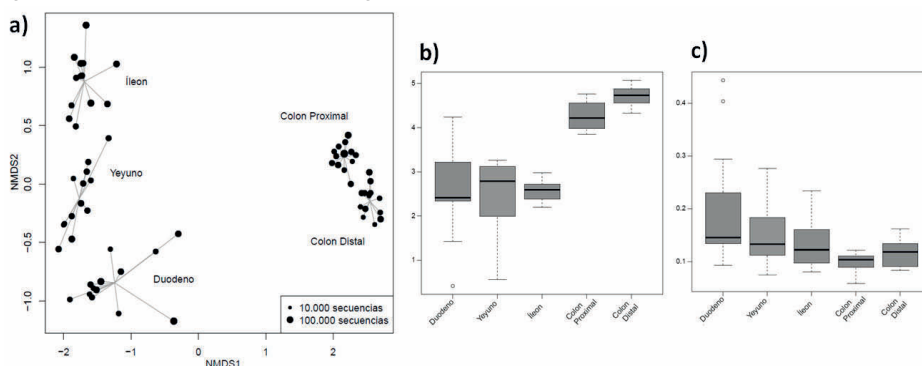 a)
b)
c)
1.0
0.5
0.0
−0.5
−1.0
NMDS2
Íleon
Yeyuno
Duodeno
Colon Proximal
Colon Distal
10.000 secuencias
100.000 secuencias
−2
−1
0
1
2
NMDS1
5
4
3
2
1
Duodeno
Yeyuno
Íleon
Colon
Proximal
Colon
Distal
0.4
0.3
0.2
0.1
Duodeno
Yeyuno
Íleon
Colon
Proximal
Colon
Distal